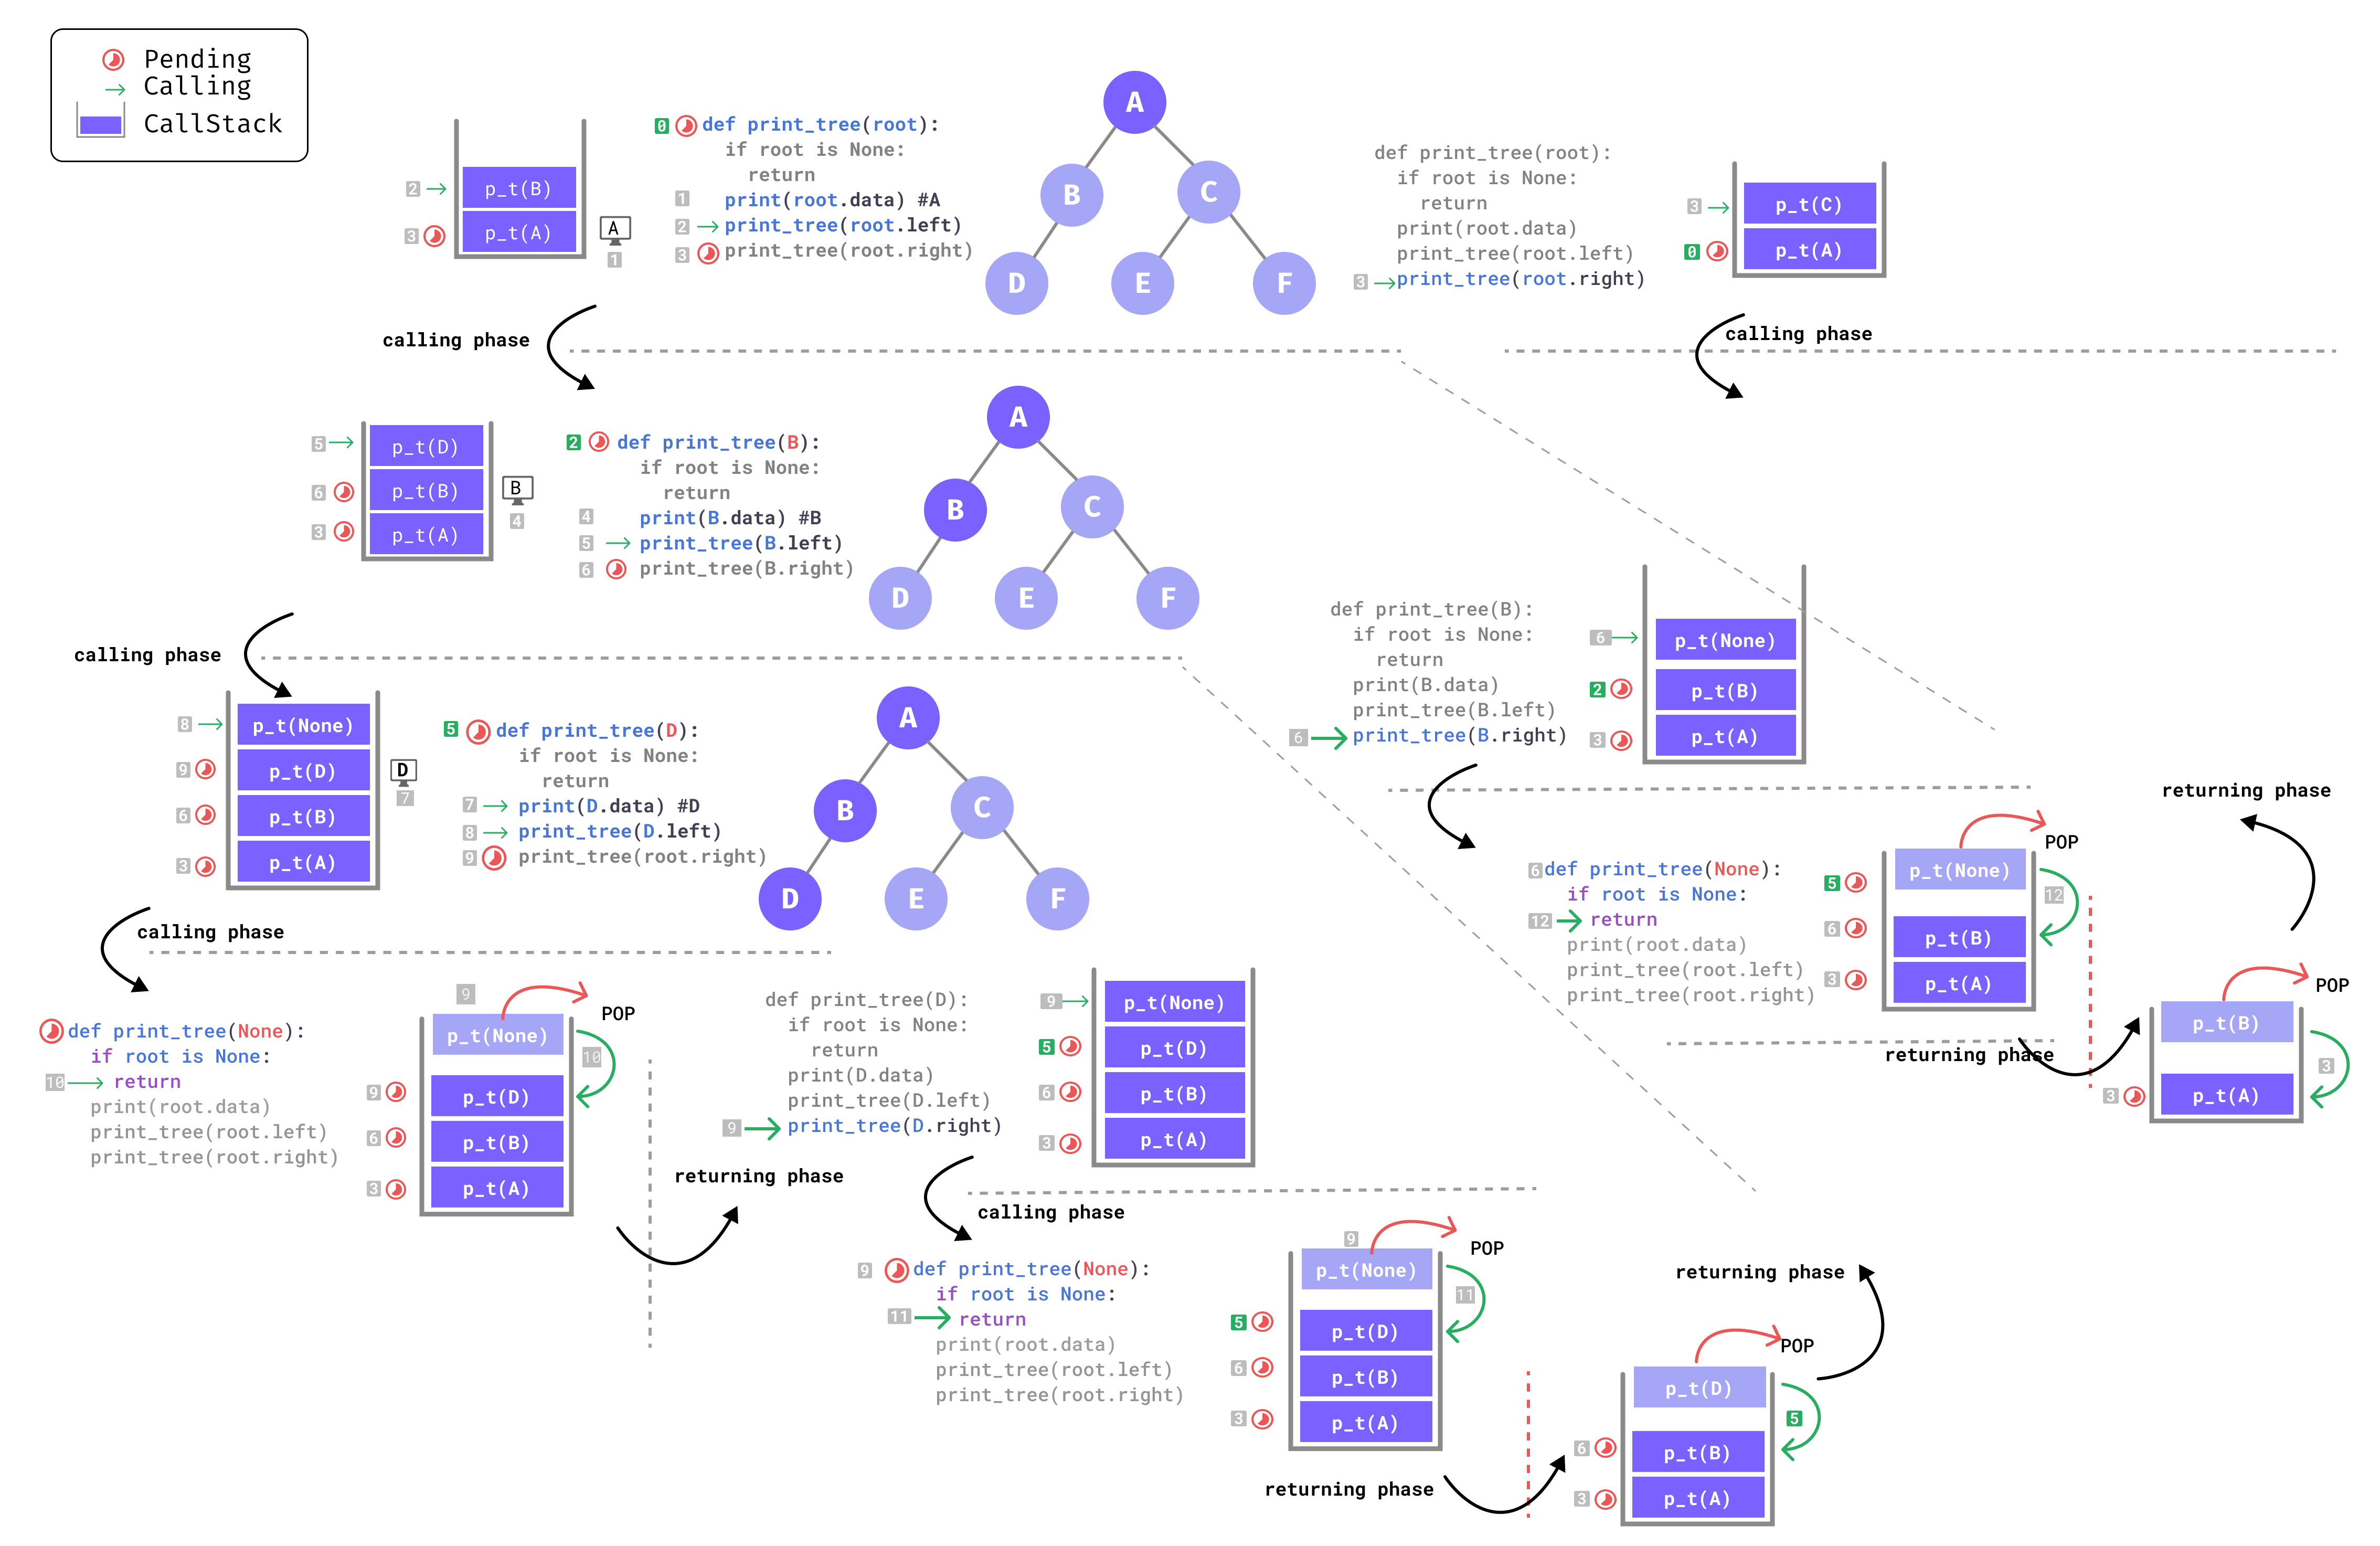 Pending
Calling
CallStack
2
p_t(B)
3
p_t(A)
A
1
0 def print_tree(root):
if root is None:
return
1 print(root.data) #A
2 print_tree(root.left)
3 print_tree(root.right)
A
B
C
D
E
F
def print_tree(root):
if root is None:
return
print(root.data)
print_tree(root.left)
3 print_tree(root.right)
3
p_t(C)
0
p_t(A)
calling phase
calling phase
5
p_t(D)
6
p_t(B)
3
p_t(A)
B
4
2 def print_tree(B):
if root is None:
return
4 print(B.data) #B
5 print_tree(B.left)
6 print_tree(B.right)
A
B
C
D
E
F
def print_tree(B):
if root is None:
return
print(B.data)
print_tree(B.left)
6 print_tree(B.right)
6
p_t(None)
2
p_t(B)
3
p_t(A)
calling phase
8
p_t(None)
9
p_t(D)
6
p_t(B)
3
p_t(A)
D
7
5 def print_tree(D):
if root is None:
return
7 print(D.data) #D
8 print_tree(D.left)
9 print_tree(root.right)
A
B
C
D
E
F
returning phase
6 def print_tree(None):
if root is None:
12 return
print(root.data)
print_tree(root.left)
print_tree(root.right)
POP
5
p_t(None)
12
6
p_t(B)
3
p_t(A)
returning phase
POP
p_t(B)
3
3
p_t(A)
calling phase
def print_tree(None):
if root is None:
10 return
print(root.data)
print_tree(root.left)
print_tree(root.right)
9
POP
p_t(None)
10
9
p_t(D)
6
p_t(B)
3
p_t(A)
returning phase
def print_tree(D):
if root is None:
return
print(D.data)
print_tree(D.left)
9 print_tree(D.right)
9
p_t(None)
5
p_t(D)
6
p_t(B)
3
p_t(A)
calling phase
9 def print_tree(None):
if root is None:
11 return
print(root.data)
print_tree(root.left)
print_tree(root.right)
9
POP
p_t(None)
11
5
p_t(D)
6
p_t(B)
3
p_t(A)
returning phase
returning phase
POP
p_t(D)
5
6
p_t(B)
3
p_t(A)